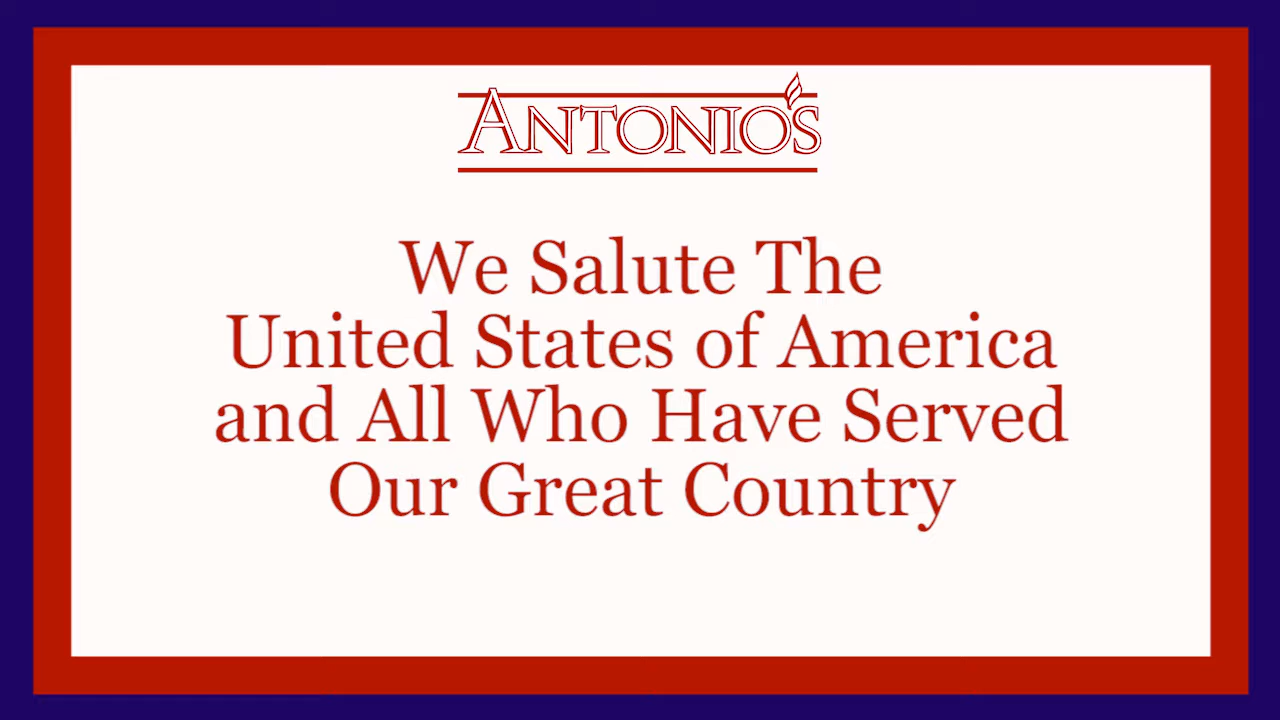 ANTONIO'S
We Salute The
United States of America
and All Who Have Served
Our Great Country